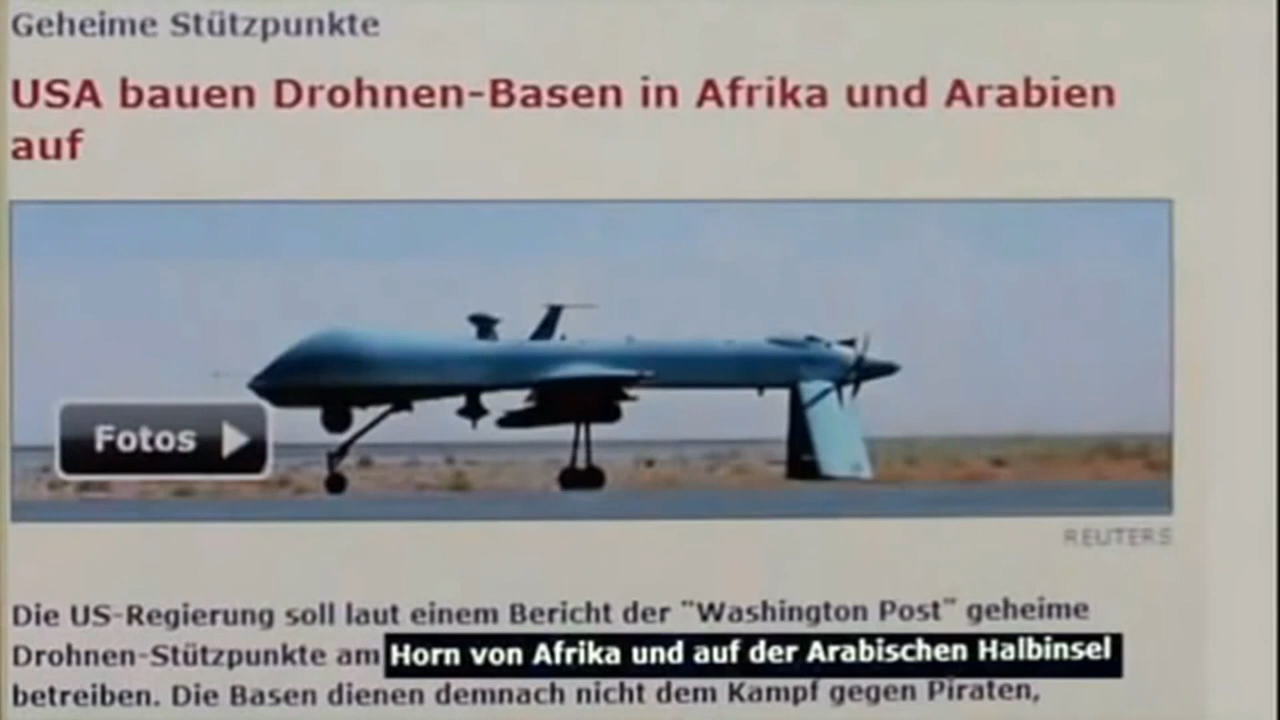 Geheime Stützpunkte
USA bauen Drohnen-Basen in Afrika und Arabien
auf
Fotos
REUTERS
Die US-Regierung soll laut einem Bericht der "Washington Post" geheime
Drohnen-Stützpunkte am Horn von Afrika und auf der Arabischen Halbinsel
betreiben. Die Basen dienen demnach nicht dem Kampf gegen Piraten,